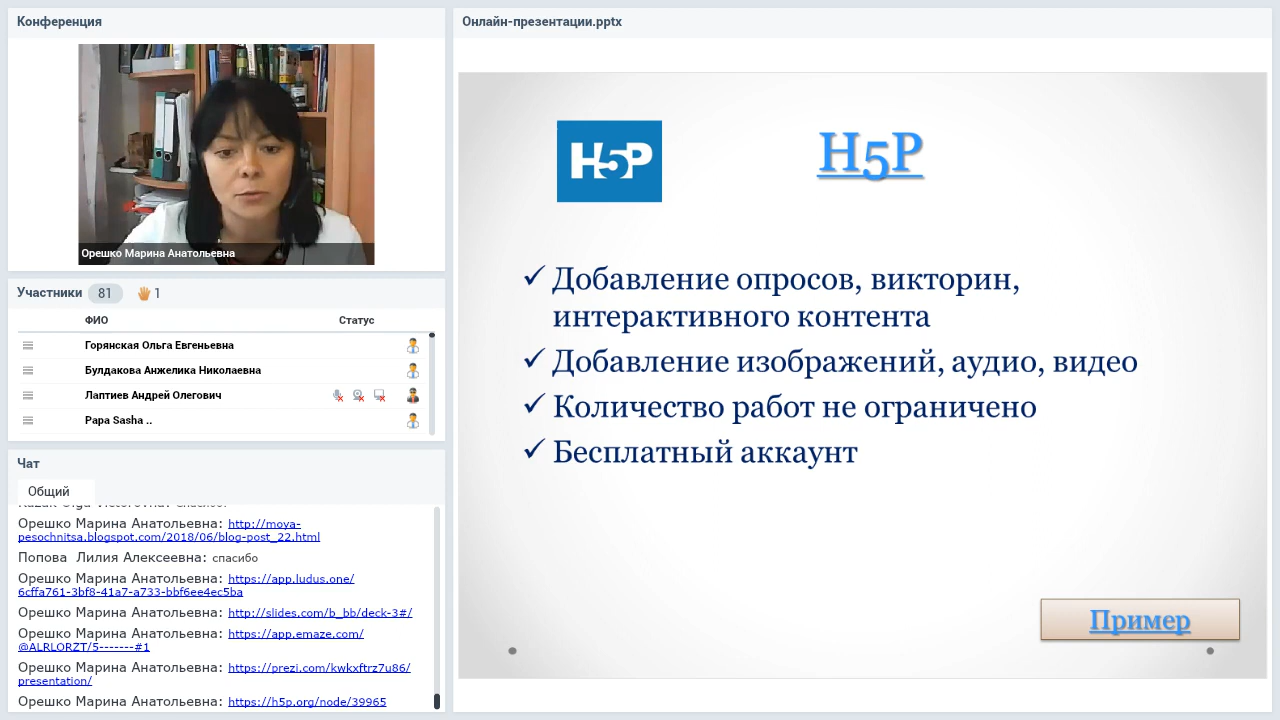 Конференция
Орешко Марина Анатольевна
Участники 81 1
ФИО Статус
Горянская Ольга Евгеньевна
Булдакова Анжелика Николаевна
Лаптиев Андрей Олегович
Papa Sasha ..
Чат
Общий
Орешко Марина Анатольевна: http://moya-
pesochnitsa.blogspot.com/2018/06/blog-post_22.html
Попова Лилия Алексеевна: спасибо
Орешко Марина Анатольевна: https://app.ludus.one/
6cffa761-3bf8-41a7-a733-bbf6ee4ec5ba
Орешко Марина Анатольевна: http://slides.com/b_bb/deck-3#/
Орешко Марина Анатольевна: https://app.emaze.com/
@ALRLORZT/5-------#1
Орешко Марина Анатольевна: https://prezi.com/kwkxftrz7u86/
presentation/
Орешко Марина Анатольевна: https://h5p.org/node/39965
Онлайн-презентации.pptx
H5P
H5P
✓ Добавление опросов, викторин,
интерактивного контента
✓ Добавление изображений, аудио, видео
✓ Количество работ не ограничено
✓ Бесплатный аккаунт
Пример